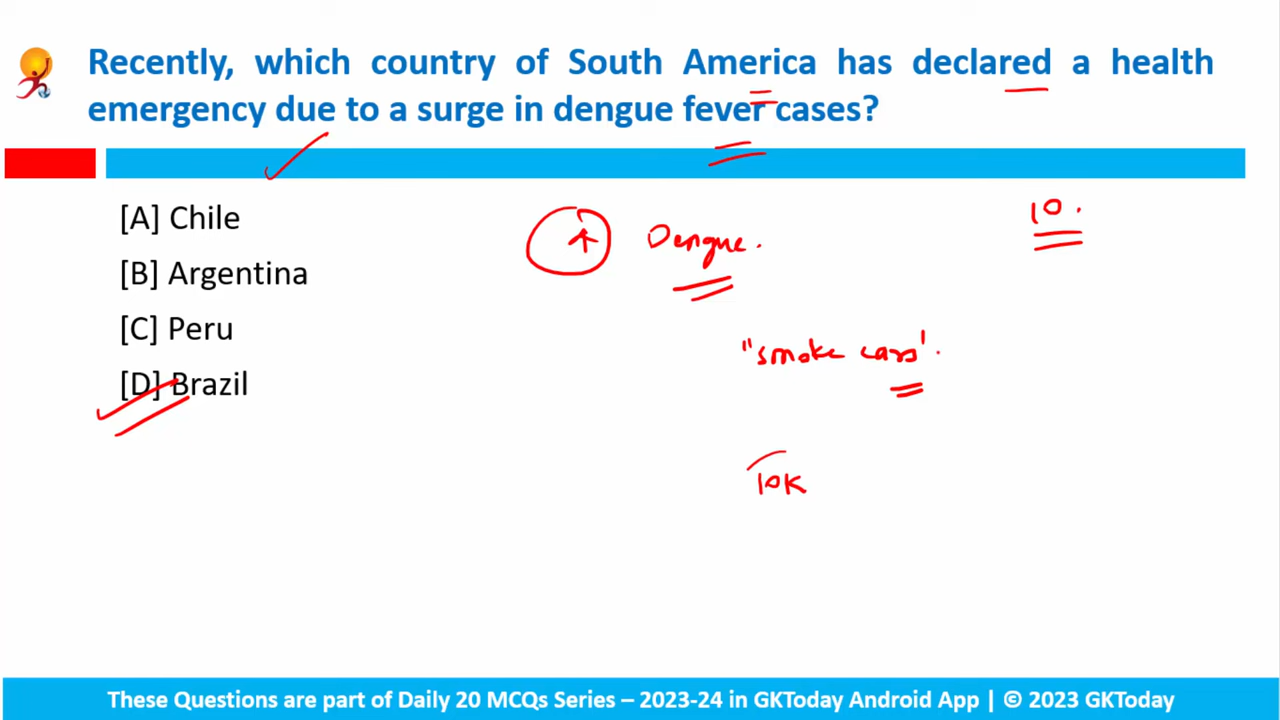 Recently, which country of South America has declared a health
emergency due to a surge in dengue fever cases?
[A] Chile
[B] Argentina
[C] Peru
[D] Brazil
10.
Dengue.
"smoke cars".
10K
These Questions are part of Daily 20 MCQs Series – 2023-24 in GKToday Android App | © 2023 GKToday